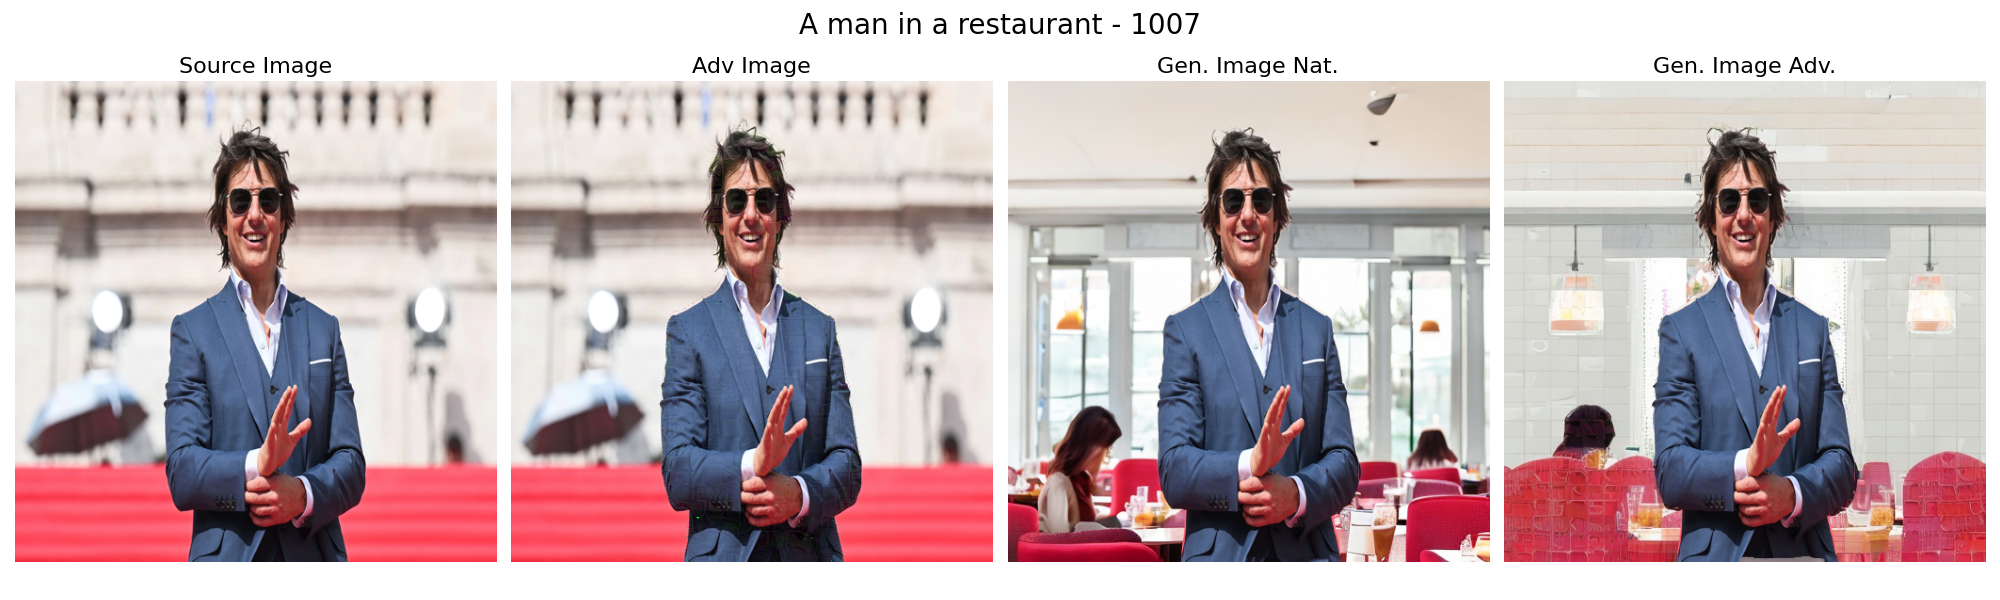 A man in a restaurant - 1007
Source Image
Adv Image
Gen. Image Nat.
Gen. Image Adv.